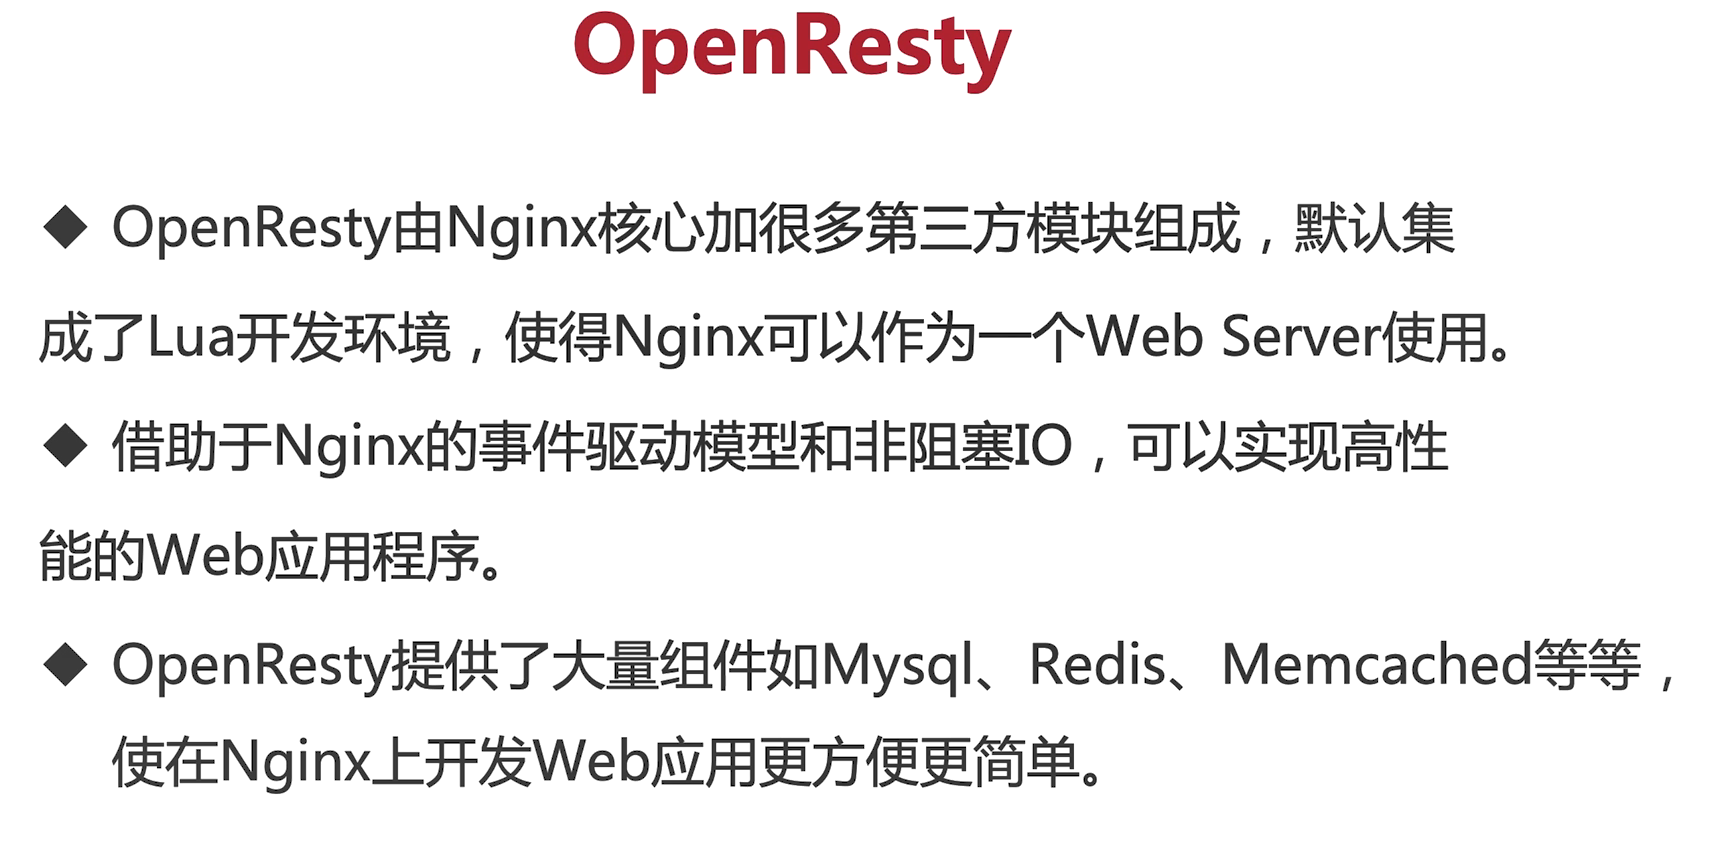 OpenResty
◆ OpenResty由Nginx核心加很多第三方模块组成，默认集
成了Lua开发环境，使得Nginx可以作为一个Web Server使用。
◆ 借助于Nginx的事件驱动模型和非阻塞IO，可以实现高性
能的Web应用程序。
◆ OpenResty提供了大量组件如Mysql、Redis、Memcached等等，
使在Nginx上开发Web应用更方便更简单。